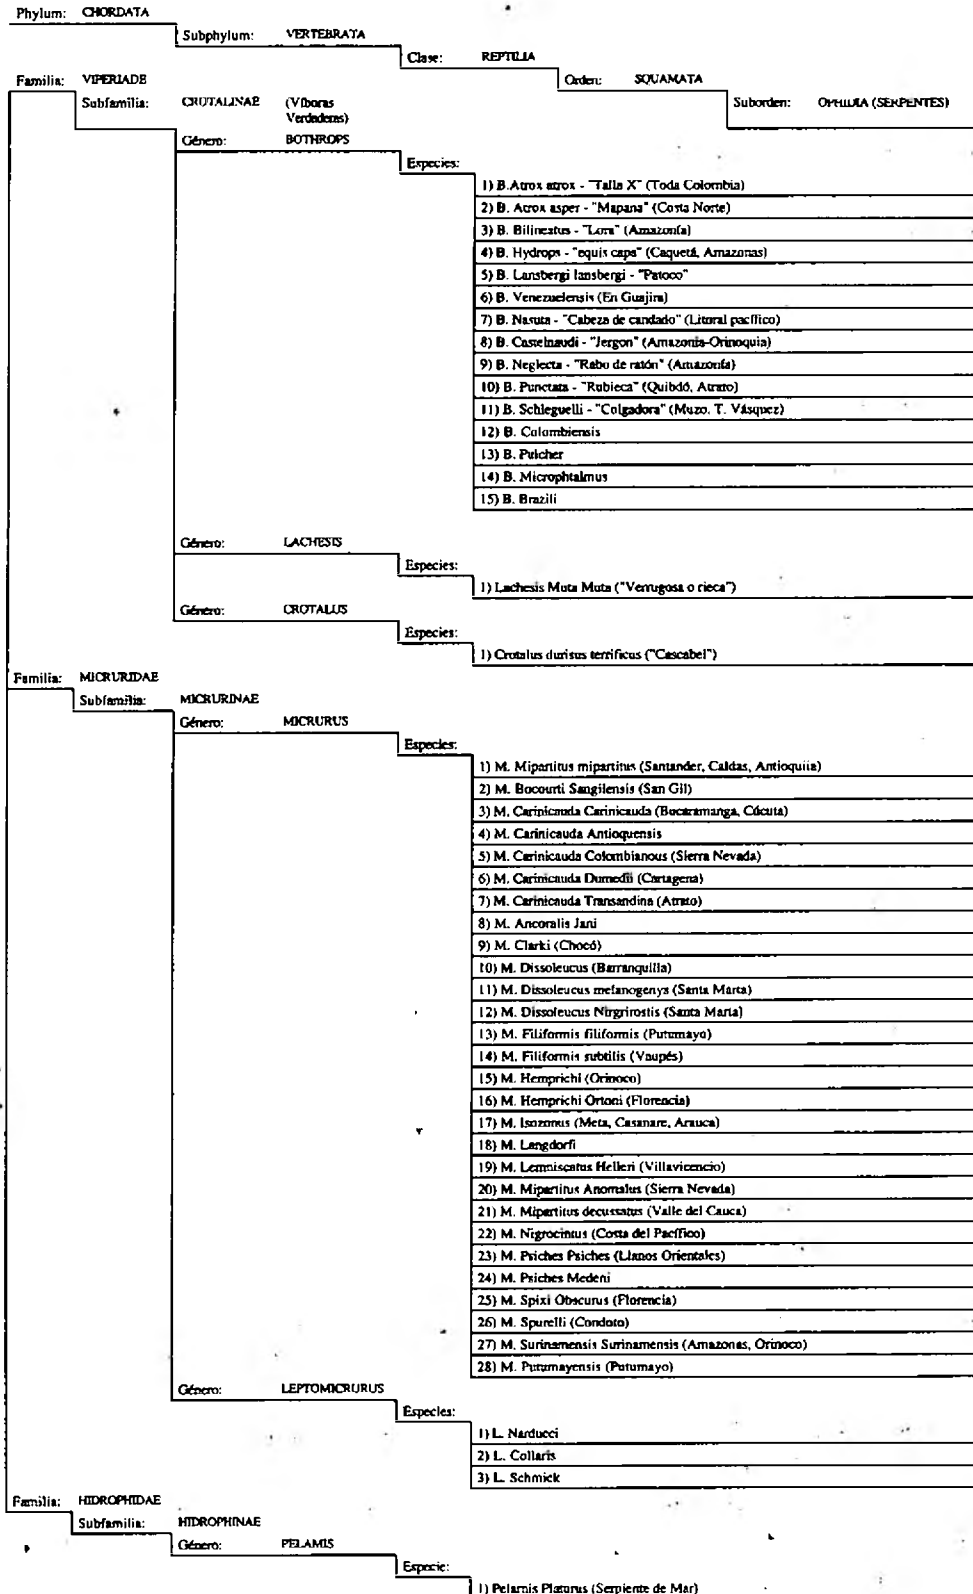 Phylum: CHORDATA
Subphylum: VERTEBRATA
Clase: REPTILIA
Orden: SQUAMATA
Suborden: OPHIDIA (SERPENTES)
Familia: VIPERIADE
Subfamilia: CROTALINAE (Víboras Verdaderas)
Género: BOTHROPS
Especies:
1) B.Atrox atrox - "Talla X" (Toda Colombia)
2) B. Atrox asper - "Mapana" (Costa Norte)
3) B. Bilineatus - "Lora" (Amazonía)
4) B. Hydrops - "equis capa" (Caquetá, Amazonas)
5) B. Lansbergi lansbergi - "Patoco"
6) B. Venezuelensis (En Guajira)
7) B. Nasuta - "Cabeza de candado" (Litoral pacífico)
8) B. Castelnaudi - "Jergon" (Amazonia-Orinoquia)
9) B. Neglecta - "Rabo de ratón" (Amazonía)
10) B. Punctata - "Rubieca" (Quibdó, Atrato)
11) B. Schleguelli - "Colgadora" (Muzo, T. Vásquez)
12) B. Colombiensis
13) B. Pulcher
14) B. Microphtalmus
15) B. Brazili
Género: LACHESIS
Especies:
1) Lachesis Muta Muta ("Verrugosa o rieca")
Género: CROTALUS
Especies:
1) Crotalus durisus terrificus ("Cascabel")
Familia: MICRURIDAE
Subfamilia: MICRURINAE
Género: MICRURUS
Especies:
1) M. Mipartitus mipartitus (Santander, Caldas, Antioquiia)
2) M. Bocourti Sangilensis (San Gil)
3) M. Carinicauda Carinicauda (Bucaramanga, Cúcuta)
4) M. Carinicauda Antioquensis
5) M. Carinicauda Colombianous (Sierra Nevada)
6) M. Carinicauda Dumedii (Cartagena)
7) M. Carinicauda Transandina (Atrato)
8) M. Ancoralis Jani
9) M. Clarki (Chocó)
10) M. Dissoleucus (Barranquilla)
11) M. Dissoleucus melanogenys (Santa Marta)
12) M. Dissoleucus Nirgrirostis (Santa Marta)
13) M. Filiformis filiformis (Putumayo)
14) M. Filiformis subtilis (Vaupés)
15) M. Hemprichi (Orinoco)
16) M. Hemprichi Ortoni (Florencia)
17) M. Isozonus (Meta, Casanare, Arauca)
18) M. Langdorfi
19) M. Lemniscatus Helleri (Villavicencio)
20) M. Mipartitus Anomalus (Sierra Nevada)
21) M. Mipartitus decussatus (Valle del Cauca)
22) M. Nigrocintus (Costa del Pacífico)
23) M. Psiches Psiches (Llanos Orientales)
24) M. Psiches Medeni
25) M. Spixi Obscurus (Florencia)
26) M. Spurelli (Condoto)
27) M. Surinamensis Surinamensis (Amazonas, Orinoco)
28) M. Putumayensis (Putumayo)
Género: LEPTOMICRURUS
Especies:
1) L. Narducci
2) L. Collaris
3) L. Schmick
Familia: HIDROPHIDAE
Subfamilia: HIDROPHINAE
Género: PELAMIS
Especie:
1) Pelamis Platurus (Serpiente de Mar)